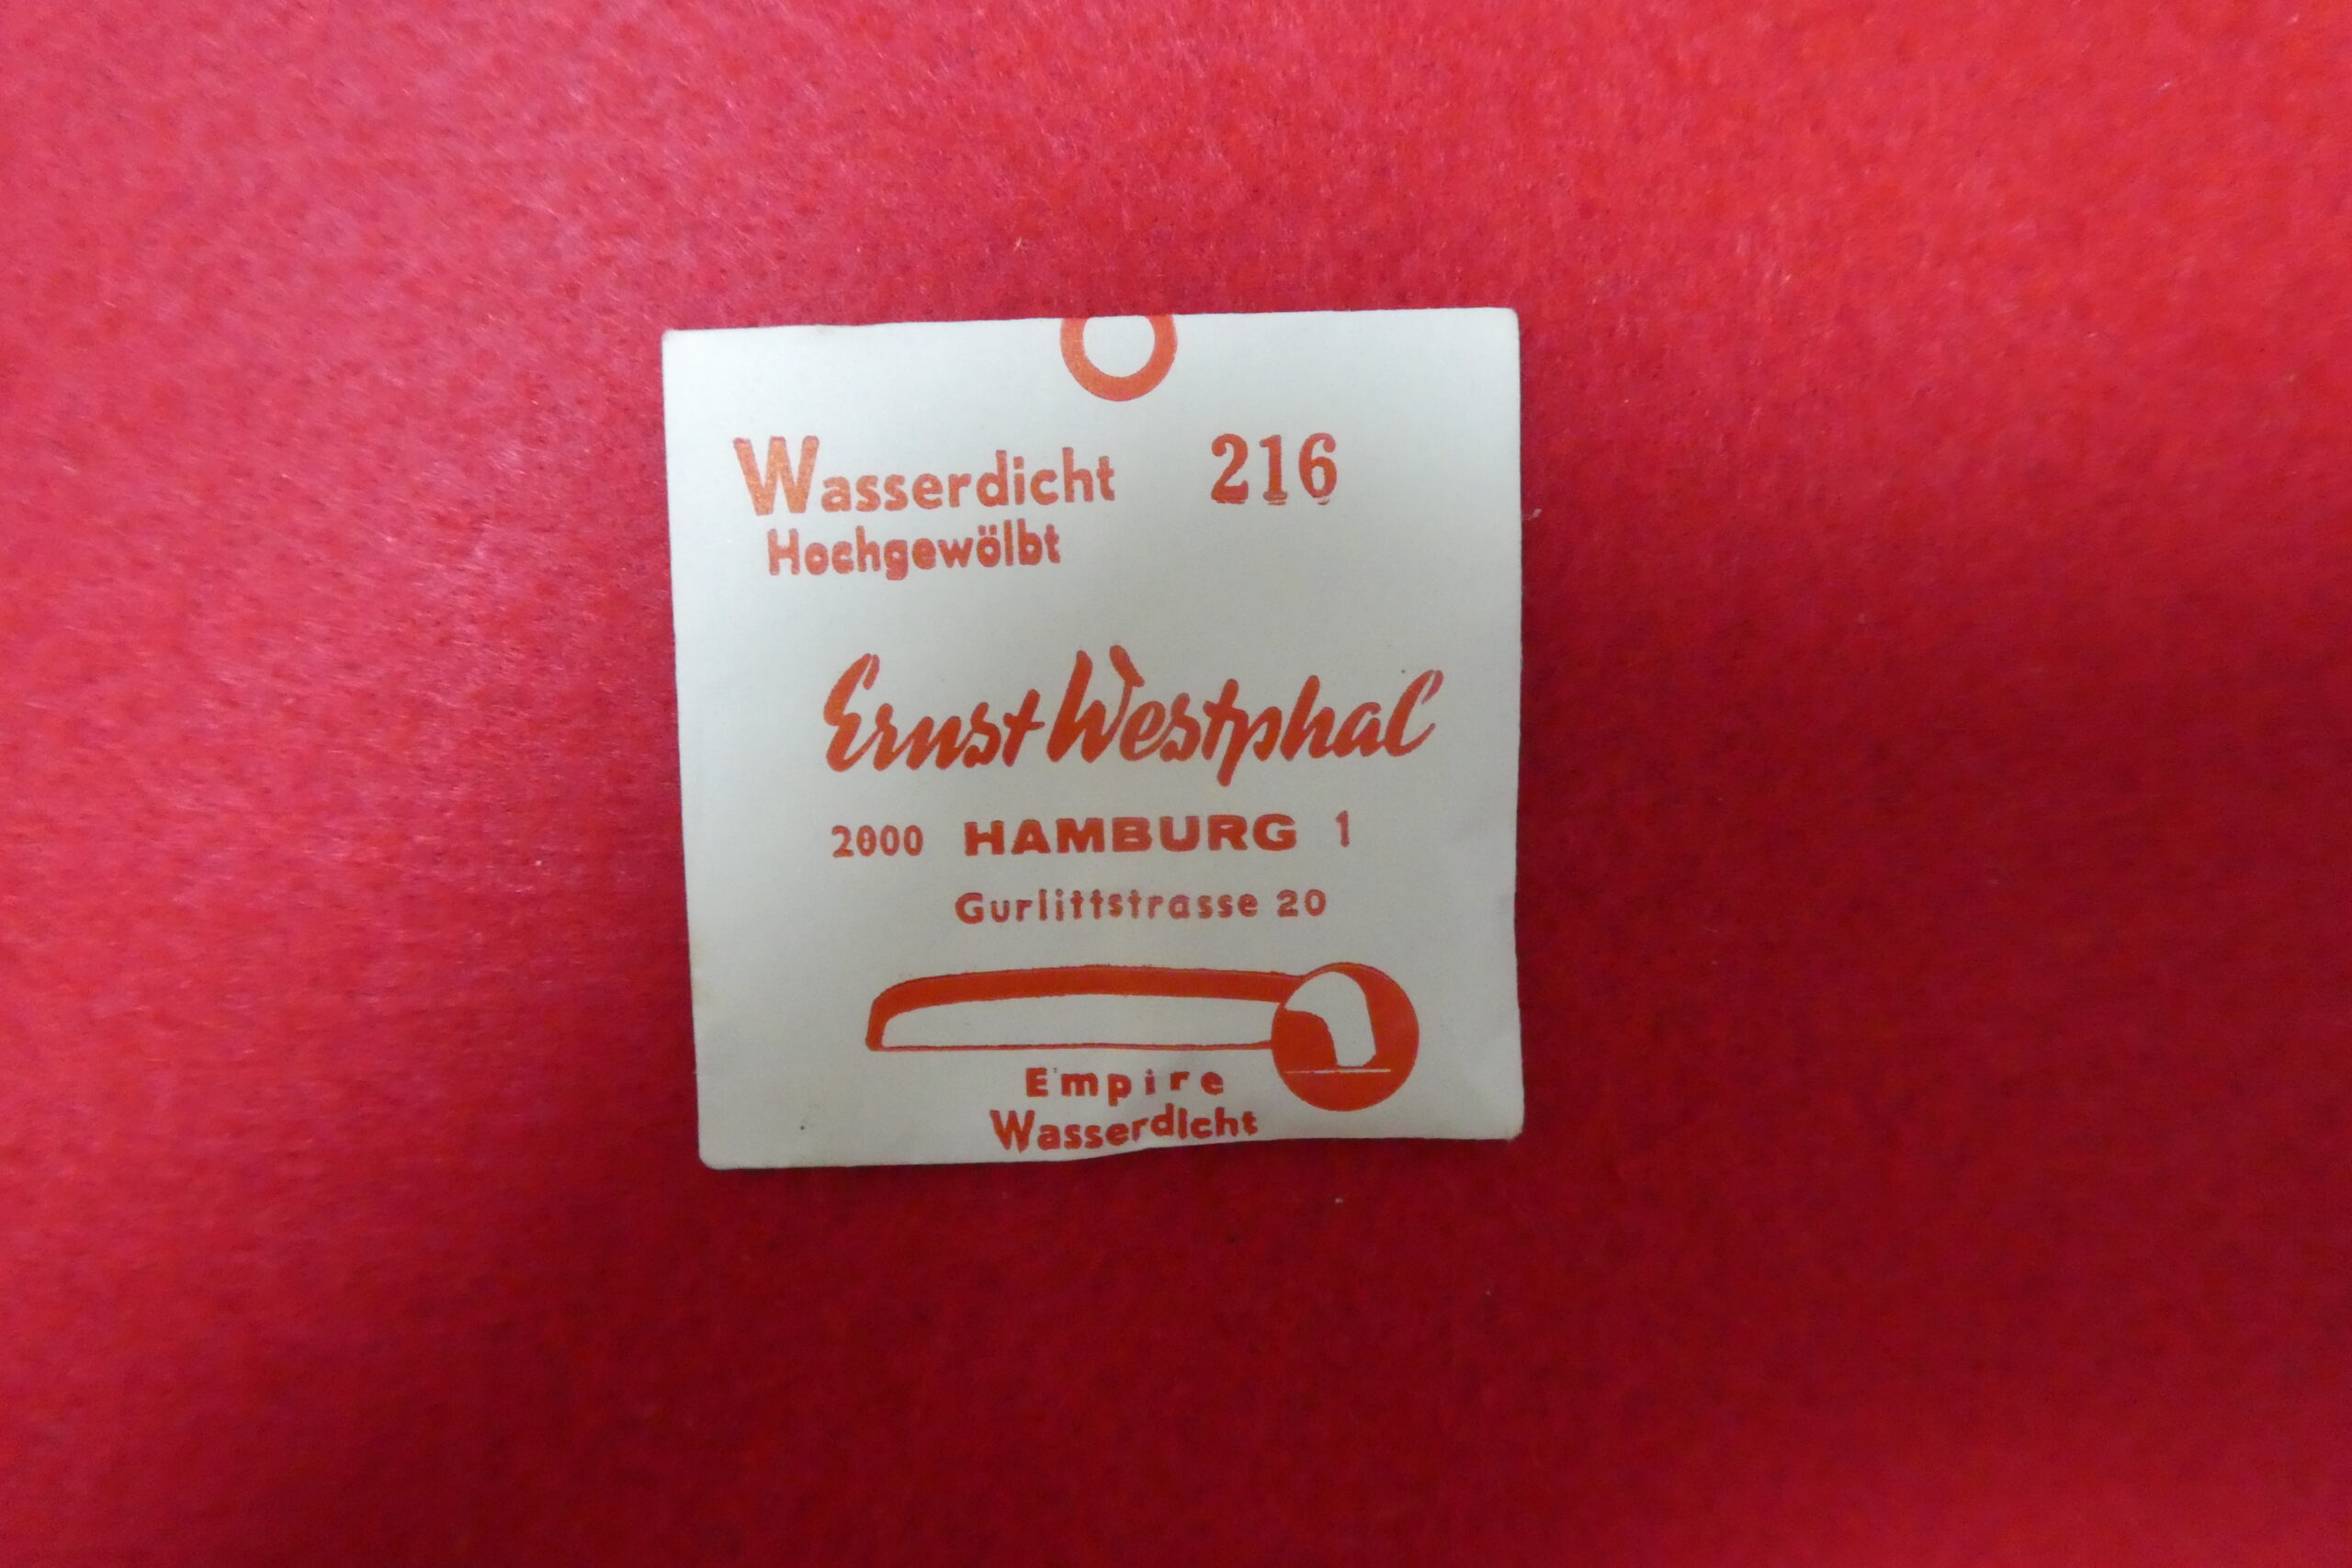 Wasserdicht 216
Hochgewölbt
Ernst Westphal
2000 HAMBURG 1
Gurlittstrasse 20
Empire
Wasserdicht